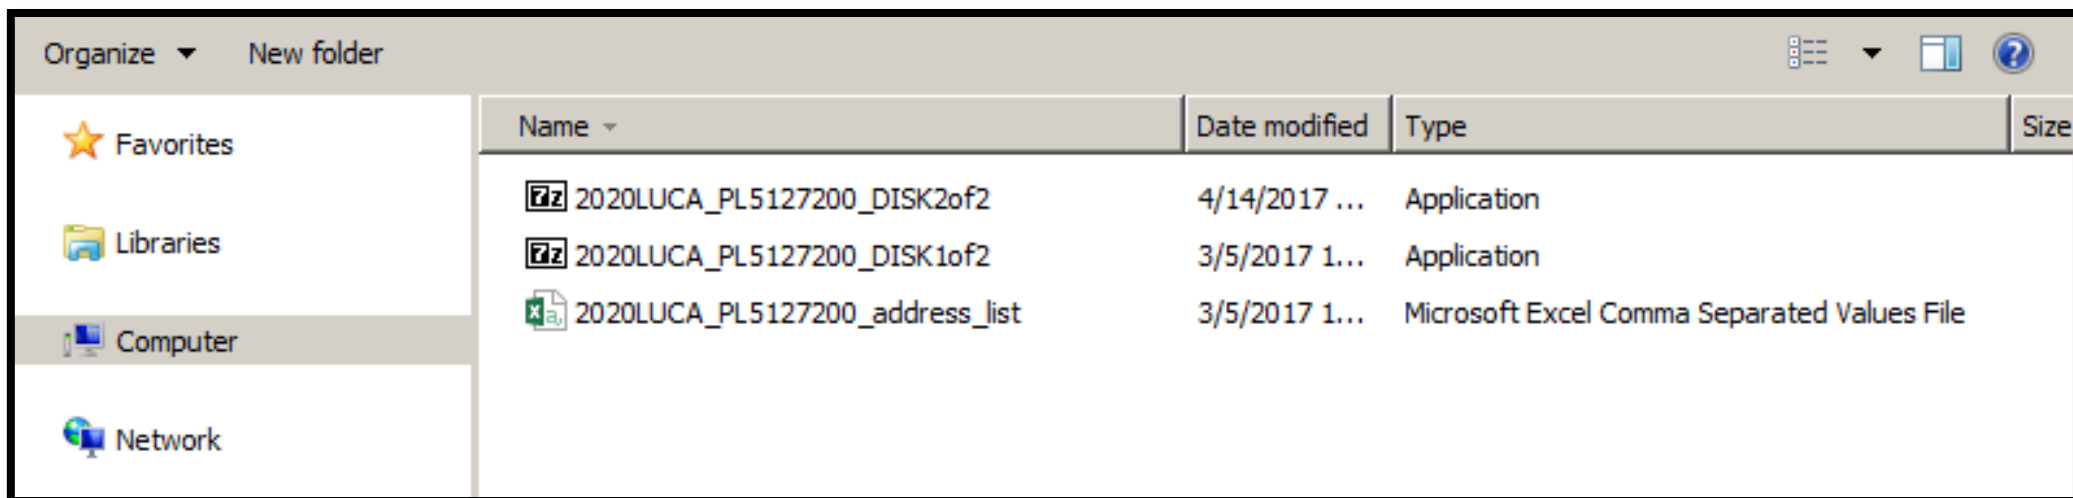 Organize New folder
Favorites
Libraries
Computer
Network
Name Date modified Type Size
2020LUCA_PL5127200_DISK2of2 4/14/2017 ... Application
2020LUCA_PL5127200_DISK1of2 3/5/2017 1... Application
2020LUCA_PL5127200_address_list 3/5/2017 1... Microsoft Excel Comma Separated Values File